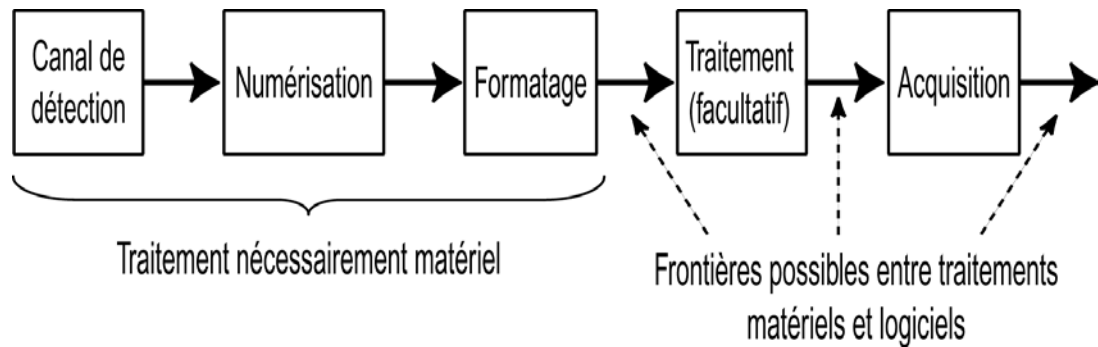 Canal de
détection
Numérisation
Formatage
Traitement
(facultatif)
Acquisition
Traitement nécessairement matériel
Frontières possibles entre traitements
matériels et logiciels